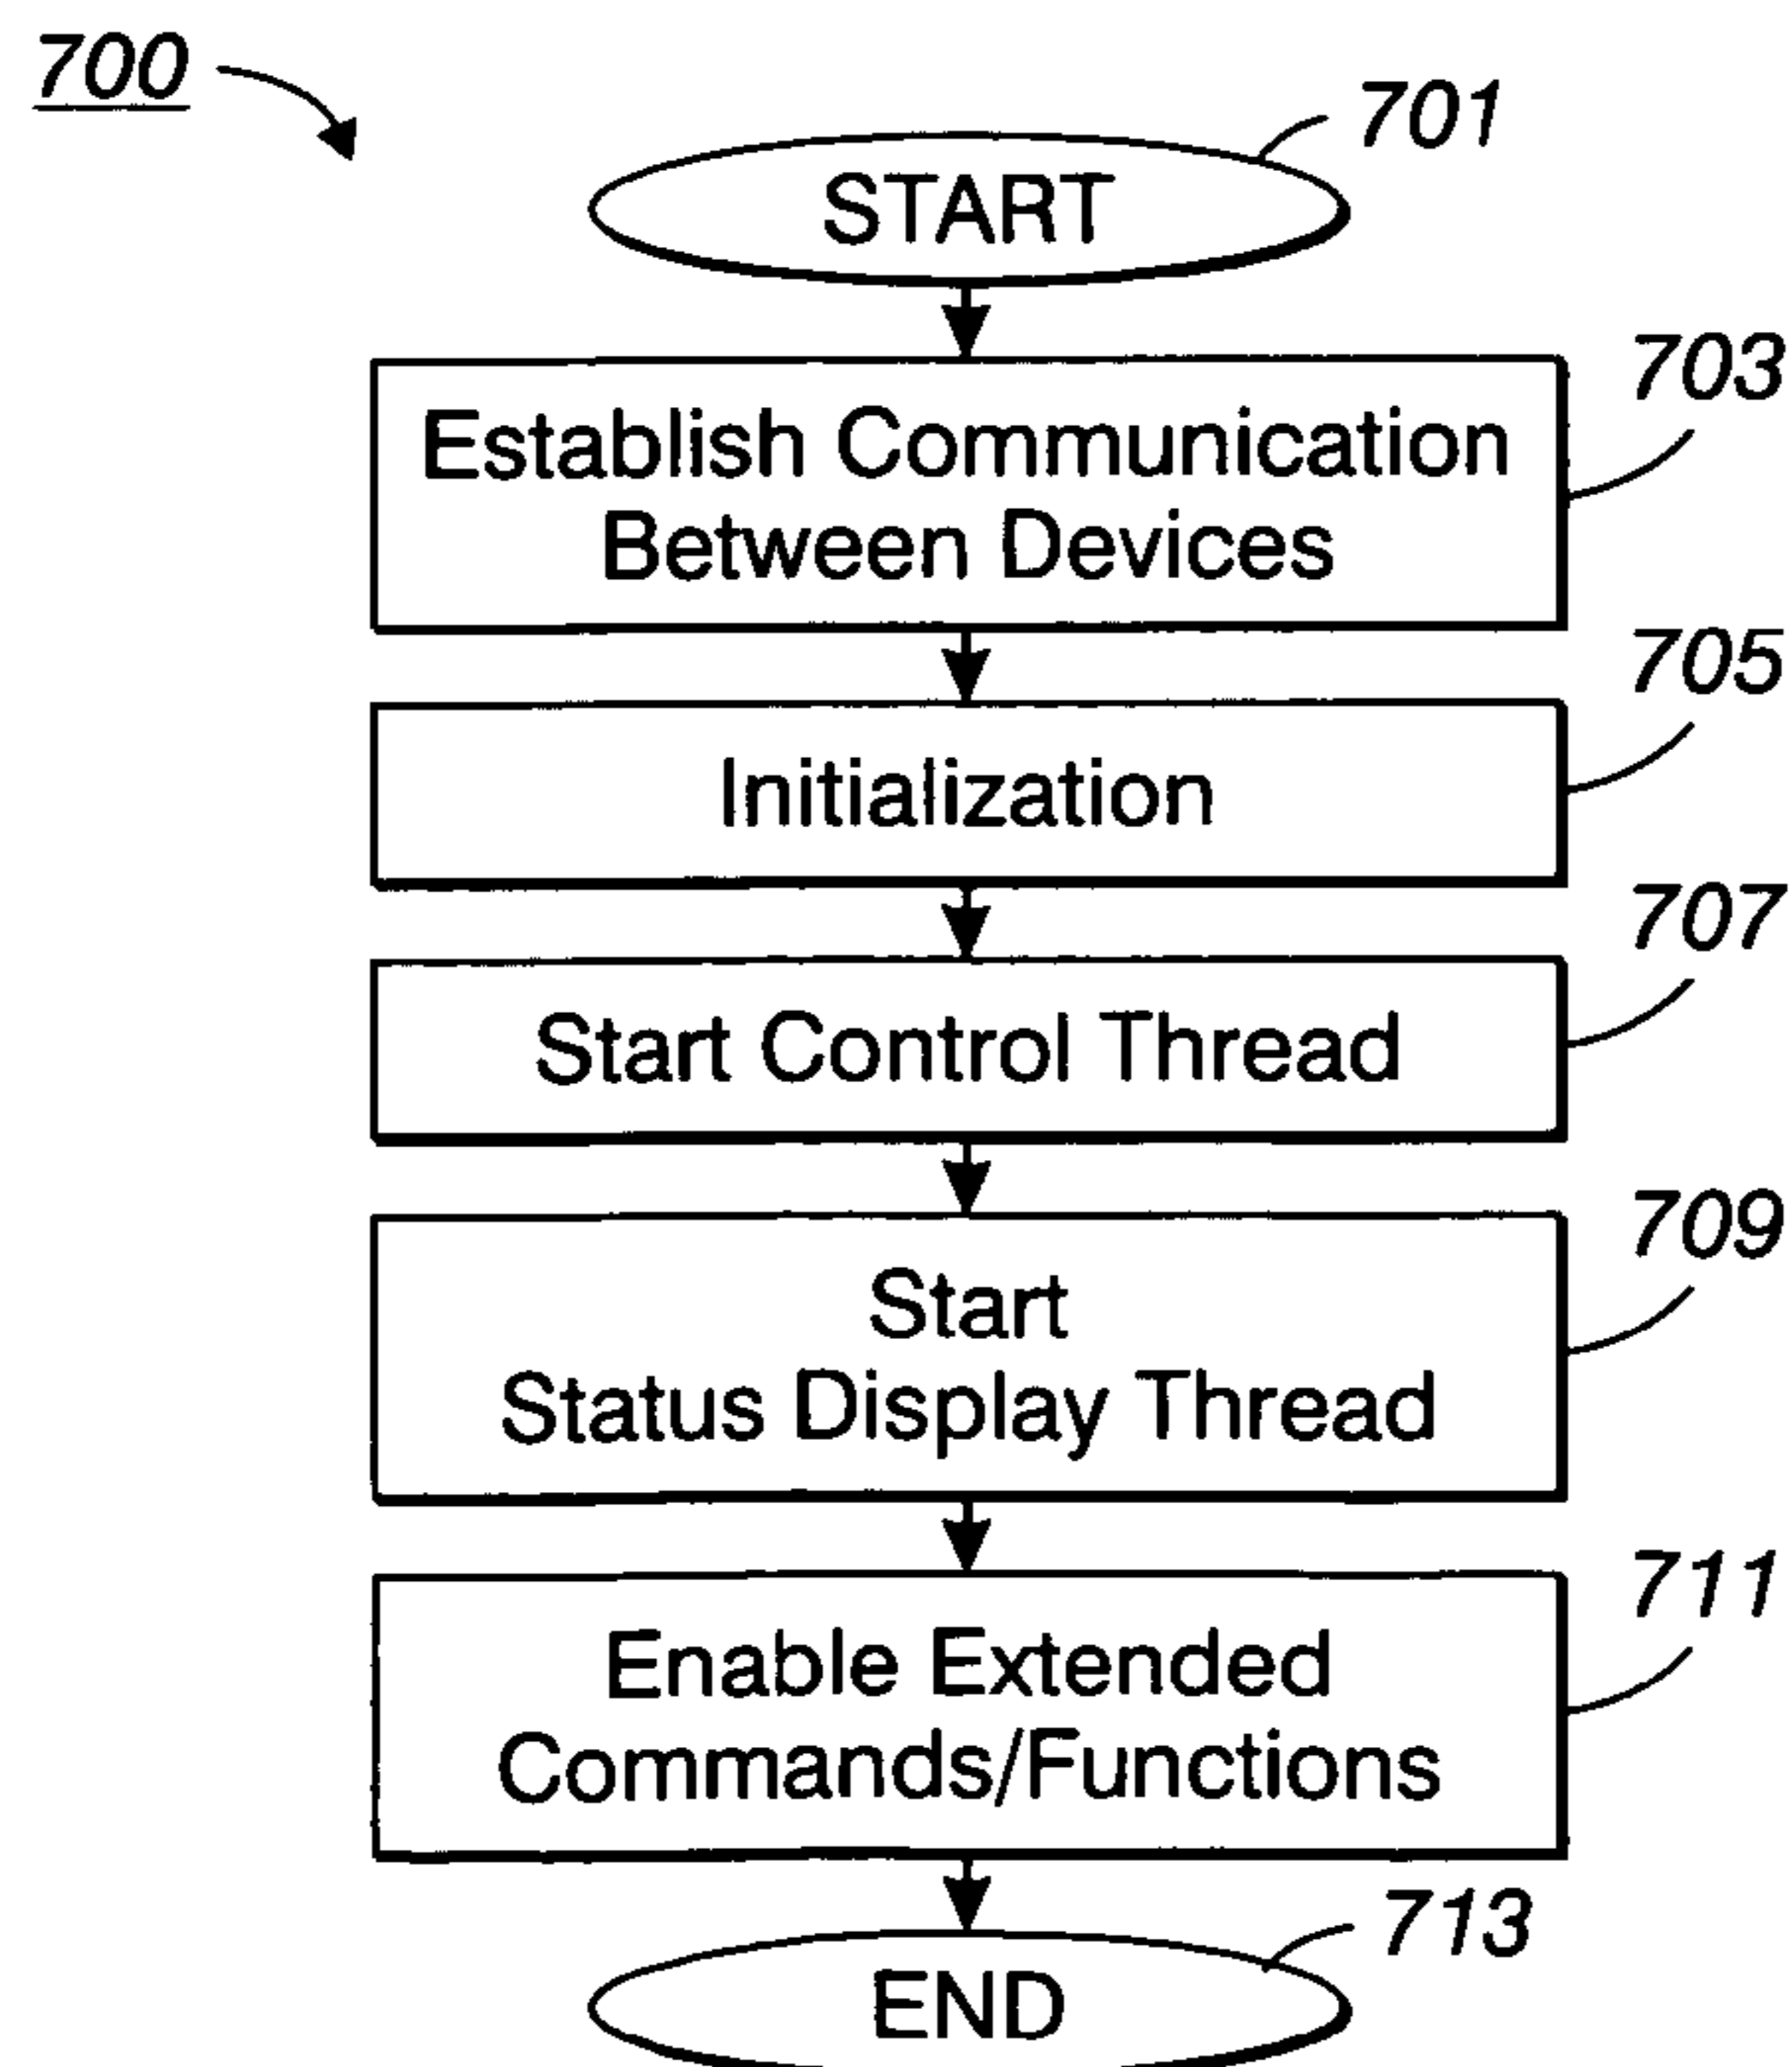 700
701
START
703
Establish Communication
Between Devices
705
Initialization
707
Start Control Thread
709
Start
Status Display Thread
711
Enable Extended
Commands/Functions
713
END